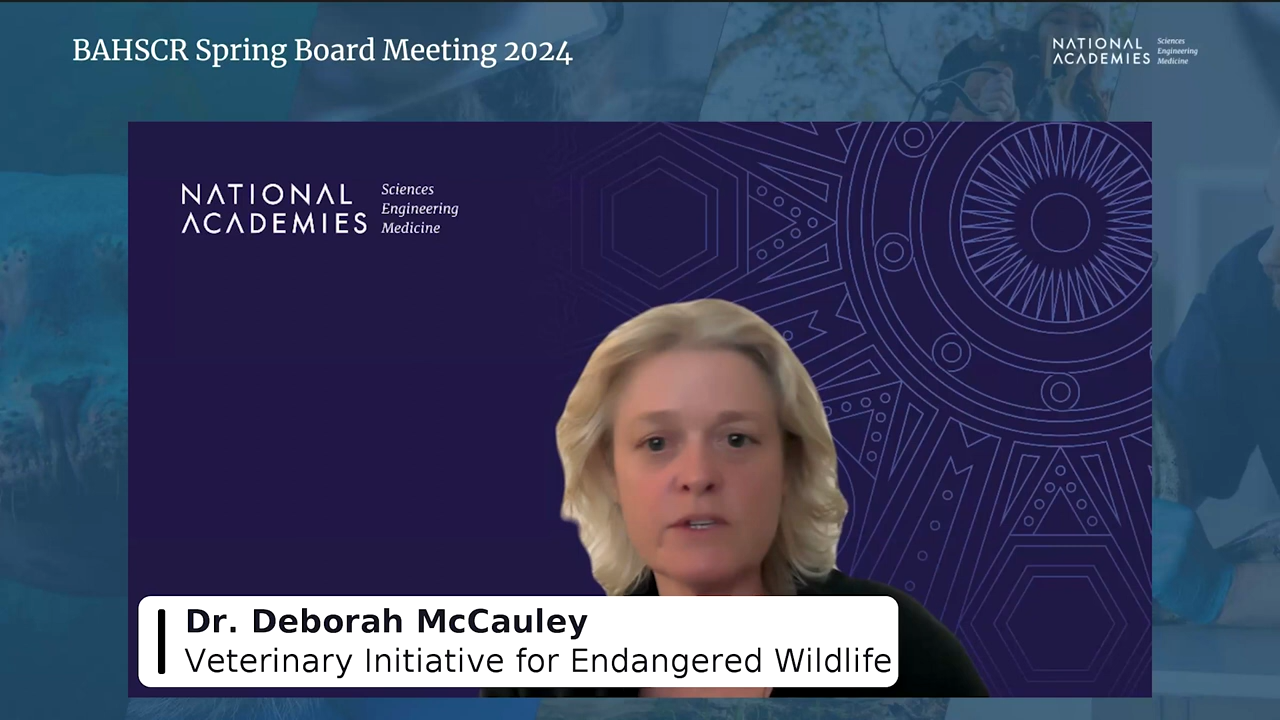 BAHSCR Spring Board Meeting 2024
NATIONAL
ACADEMIES
Sciences
Engineering
Medicine
NATIONAL
ACADEMIES
Sciences
Engineering
Medicine
Dr. Deborah McCauley
Veterinary Initiative for Endangered Wildlife